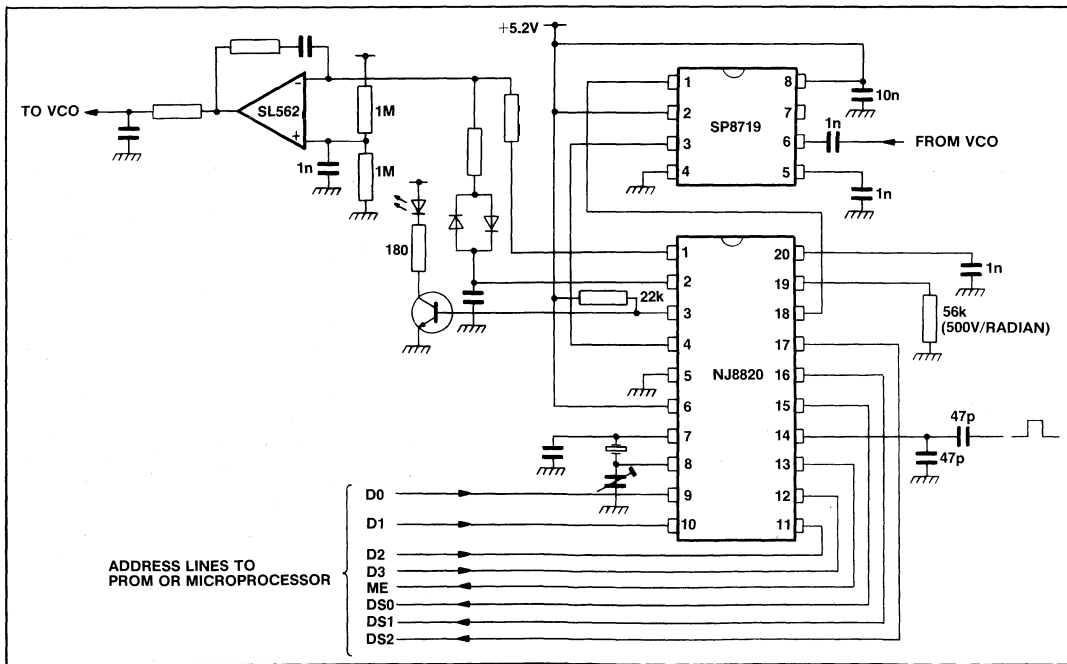 +5.2V
TO VCO
SL562
-
+
1M
1M
1n
180
22k
1
2
3
4
SP8719
8
7
6
5
10n
1n
FROM VCO
1n
1
2
3
4
5
6
7
8
9
10
NJ8820
20
19
18
17
16
15
14
13
12
11
1n
56k
(500V/RADIAN)
47p
47p
D0
D1
D2
D3
ME
DS0
DS1
DS2
ADDRESS LINES TO
PROM OR MICROPROCESSOR